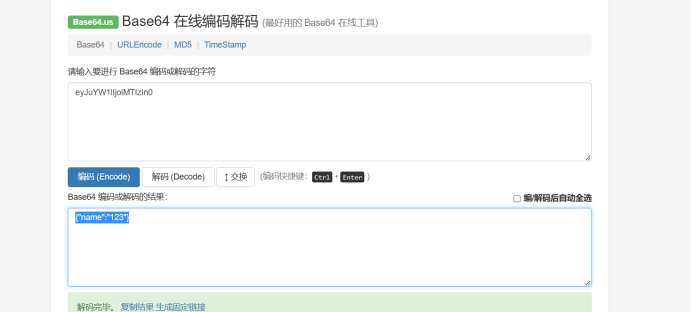 Base64.us Base64 在线编码解码 (最好用的 Base64 在线工具)
Base64 | URLEncode | MD5 | TimeStamp
请输入要进行 Base64 编码或解码的字符
eyJuYW1lIjoiMTIzIn0
编码 (Encode) 解码 (Decode) ↕ 交换 (编码快捷键: Ctrl + Enter )
Base64 编码或解码的结果: 编/解码后自动全选
{"name":"123"}
解码完毕。 复制结果 生成固定链接